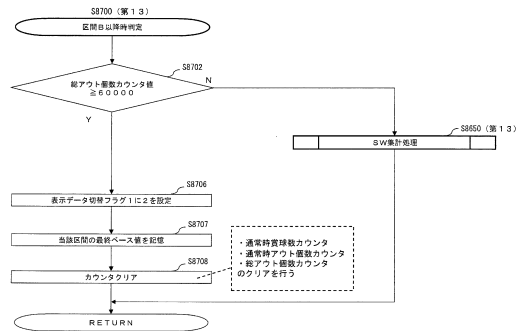 S8700（第１３）
区間Ｂ以降時判定
S8702
総アウト個数カウンタ値
≧６００００
N
Y
S8650（第１３）
ＳＷ集計処理
S8706
表示データ切替フラグ１に２を設定
S8707
当該区間の最終ベース値を記憶
S8708
カウンタクリア
・通常時賞球数カウンタ
・通常時アウト個数カウンタ
・総アウト個数カウンタ
のクリアを行う
ＲＥＴＵＲＮ